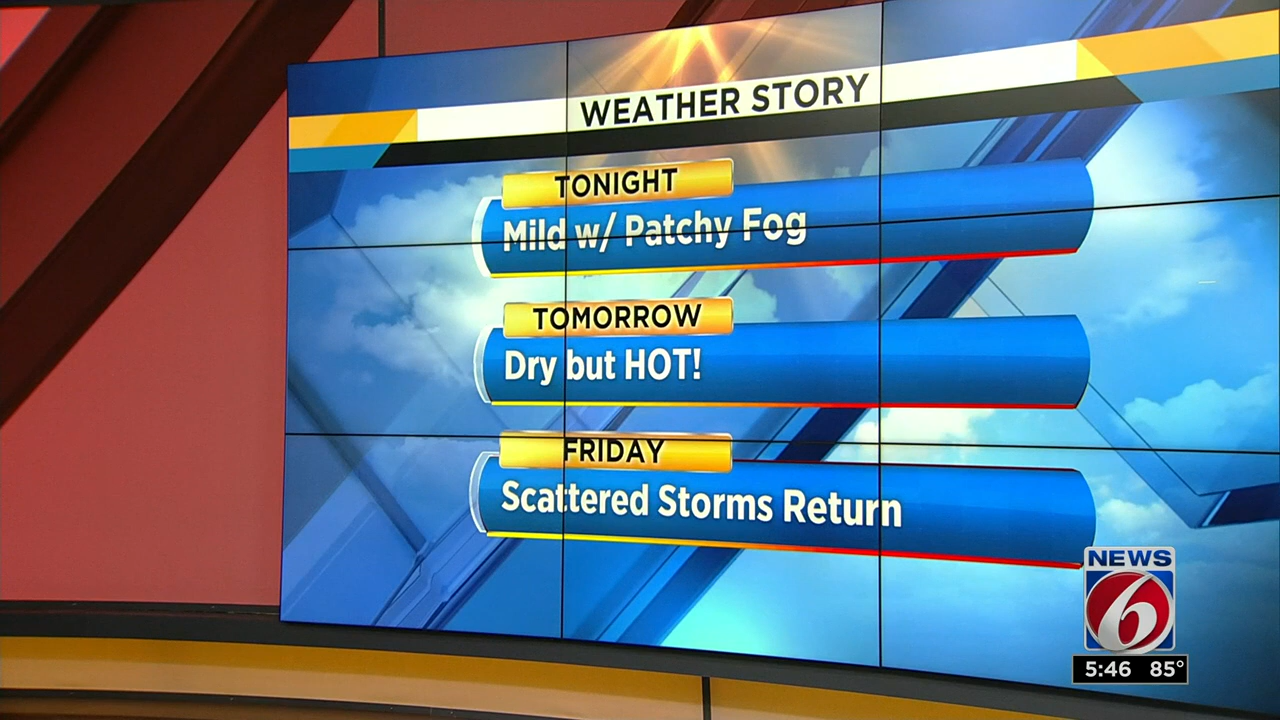 WEATHER STORY
TONIGHT
Mild w/ Patchy Fog
TOMORROW
Dry but HOT!
FRIDAY
Scattered Storms Return
NEWS
6
5:46 85°